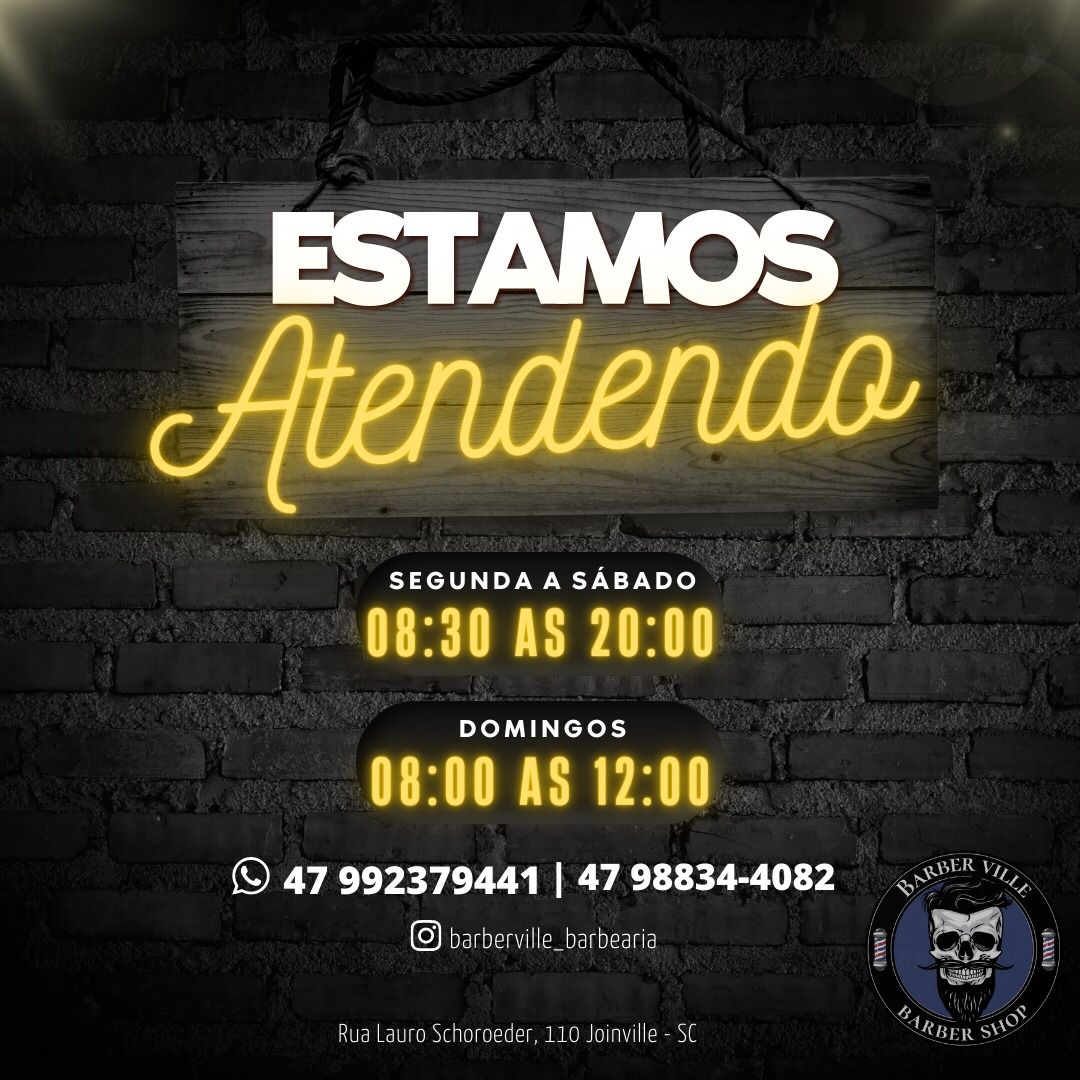 ESTAMOS
Atendendo
SEGUNDA A SÁBADO
08:30 AS 20:00
DOMINGOS
08:00 AS 12:00
47 992379441 | 47 98834-4082
barberville_barbearia
BARBER VILLE
BARBER SHOP
Rua Lauro Schoroeder, 110 Joinville - SC